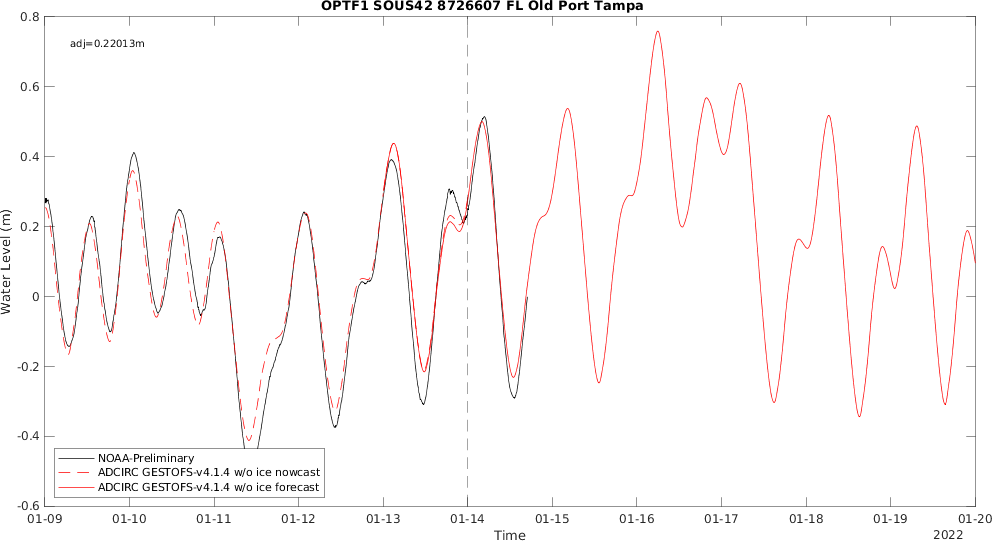 OPTF1 SOUS42 8726607 FL Old Port Tampa
adj=0.22013m
0.8
0.6
0.4
0.2
0
-0.2
-0.4
-0.6
Water Level (m)
NOAA-Preliminary
ADCIRC GESTOFS-v4.1.4 w/o ice nowcast
ADCIRC GESTOFS-v4.1.4 w/o ice forecast
01-09 01-10 01-11 01-12 01-13 01-14 01-15 01-16 01-17 01-18 01-19 01-20
Time
2022